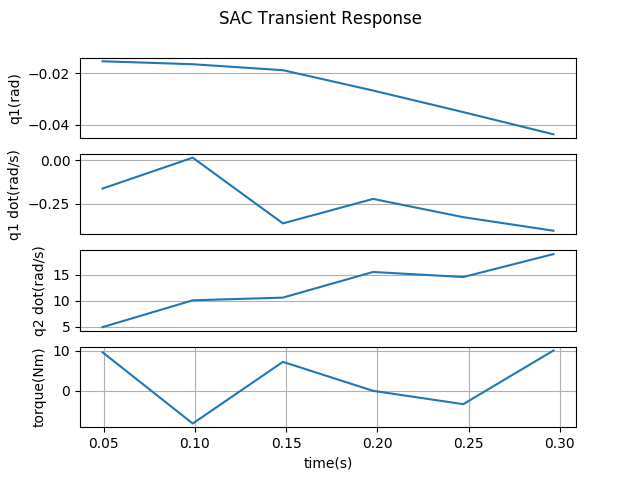 SAC Transient Response
q1(rad)
−0.02
−0.04
q1 dot(rad/s)
0.00
−0.25
q2 dot(rad/s)
15
10
5
torque(Nm)
10
0
0.05 0.10 0.15 0.20 0.25 0.30
time(s)